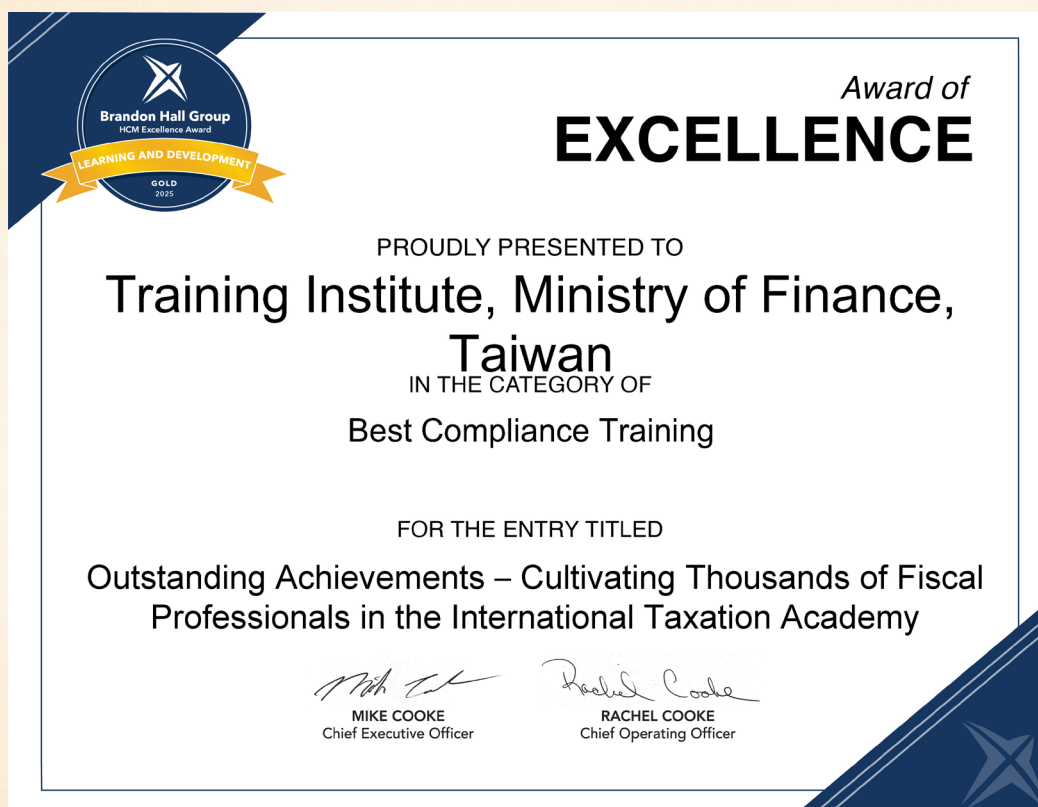 Brandon Hall Group
HCM Excellence Award
LEARNING AND DEVELOPMENT
GOLD
2025
Award of
EXCELLENCE
PROUDLY PRESENTED TO
Training Institute, Ministry of Finance,
Taiwan
IN THE CATEGORY OF
Best Compliance Training
FOR THE ENTRY TITLED
Outstanding Achievements – Cultivating Thousands of Fiscal
Professionals in the International Taxation Academy
MIKE COOKE
Chief Executive Officer
RACHEL COOKE
Chief Operating Officer